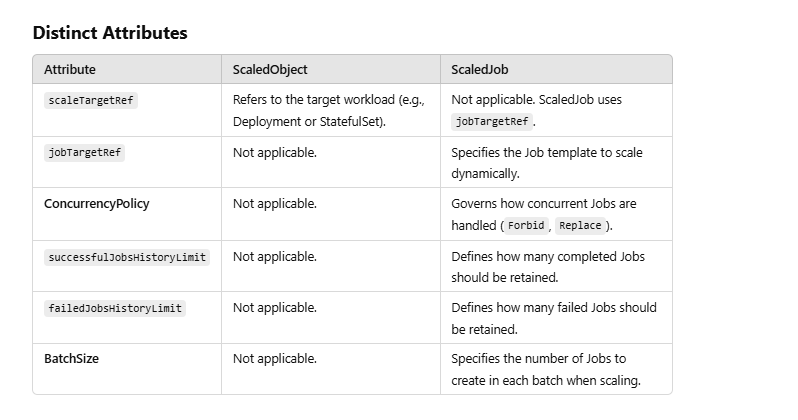 Distinct Attributes
Attribute ScaledObject ScaledJob
scaleTargetRef Refers to the target workload (e.g., Not applicable. ScaledJob uses
Deployment or StatefulSet). jobTargetRef.
jobTargetRef Not applicable. Specifies the Job template to scale
dynamically.
ConcurrencyPolicy Not applicable. Governs how concurrent Jobs are
handled (Forbid, Replace).
successfulJobsHistoryLimit Not applicable. Defines how many completed Jobs
should be retained.
failedJobsHistoryLimit Not applicable. Defines how many failed Jobs should
be retained.
BatchSize Not applicable. Specifies the number of Jobs to
create in each batch when scaling.